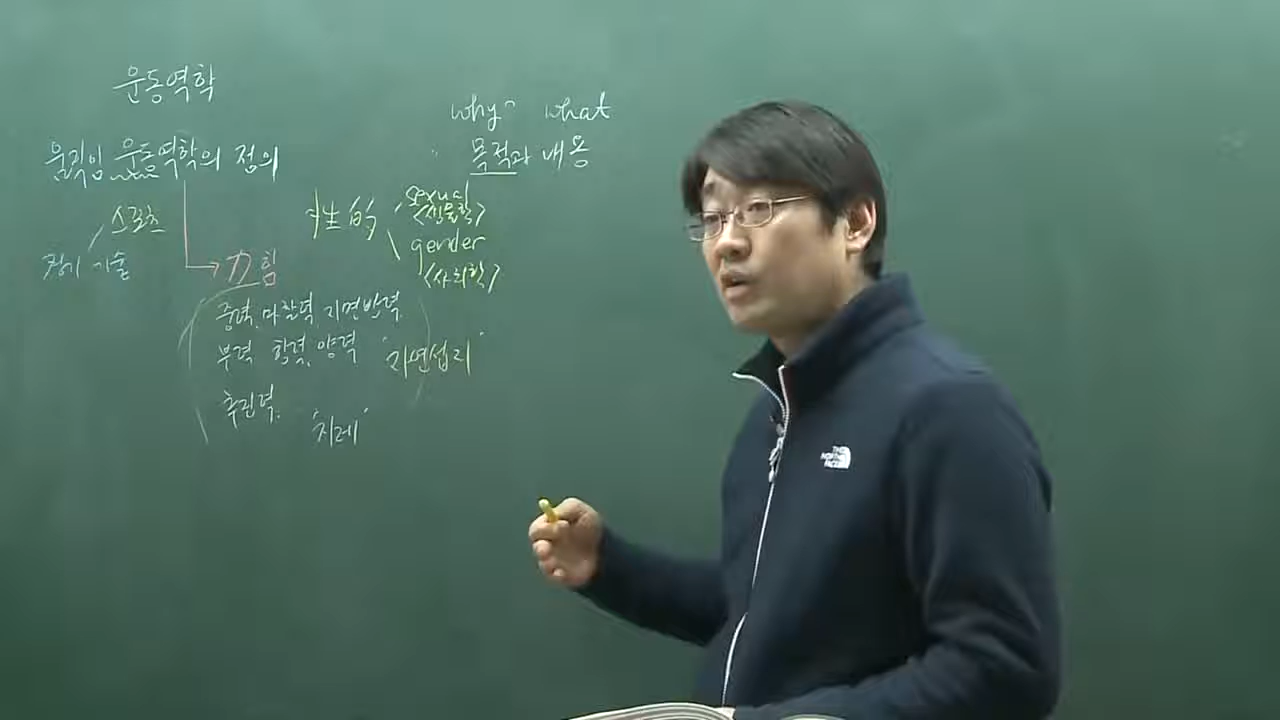 운동역학
움직임 운동역학의 정의
스포츠
경기 기술
力 힘
중력, 마찰력, 지면반력,
부력 항력, 양력 "자연섭리"
추진력.
"지레"
why? what
목적과 내용
性的
sexual
<생물학>
gender
<사회학>
THE
NORTH
FACE